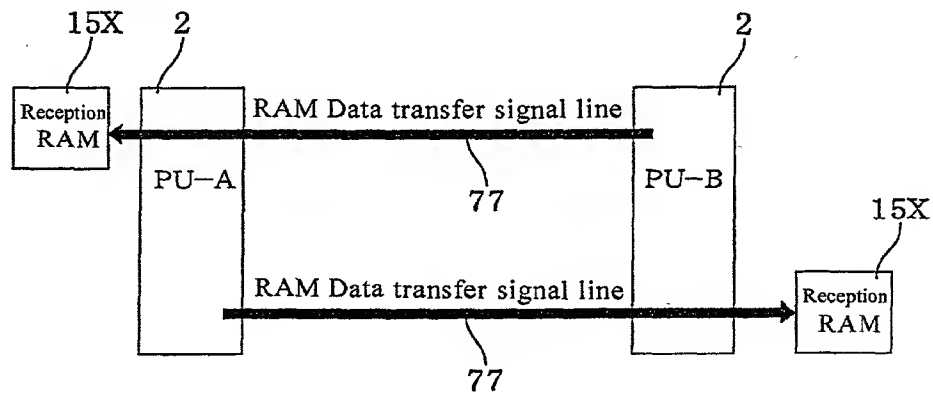 15X
2
2
Reception
RAM
RAM Data transfer signal line
77
PU-A
PU-B
15X
RAM Data transfer signal line
77
Reception
RAM